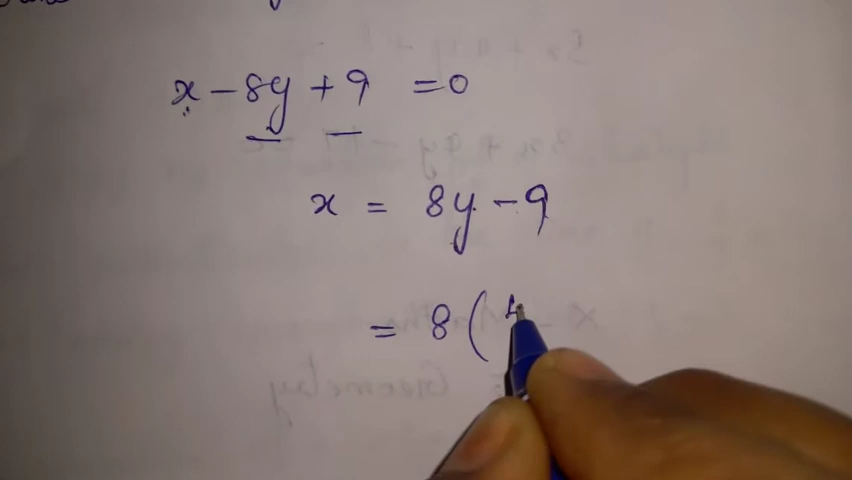 x - 8y + 9 = 0
x = 8y - 9
= 8 (